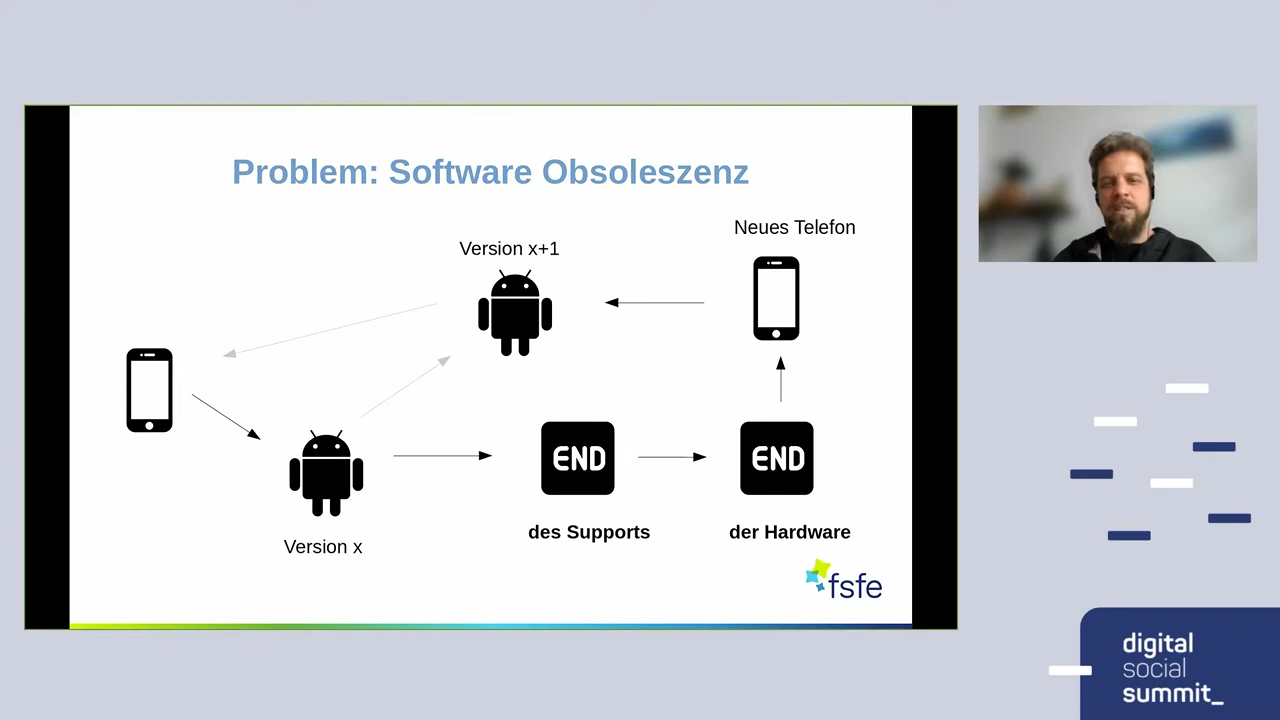 Problem: Software Obsoleszenz
Neues Telefon
Version x+1
END
END
des Supports
der Hardware
Version x
fsfe
digital
social
summit_